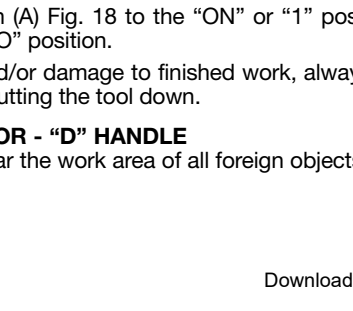 (A) Fig. 18 to the “ON” or “1” pos
O” position.
d/or damage to finished work, alway
utting the tool down.
OR - “D” HANDLE
ar the work area of all foreign objects
Download